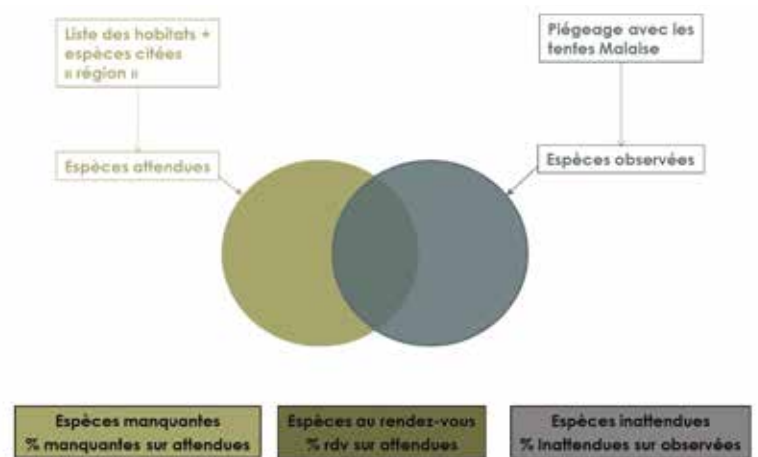 Liste des habitats +
espèces citées
« région »
Piégeage avec les
tentes Malaise
Espèces attendues
Espèces observées
Espèces manquantes
% manquantes sur attendues
Espèces au rendez-vous
% rdv sur attendues
Espèces inattendues
% Inattendues sur observées